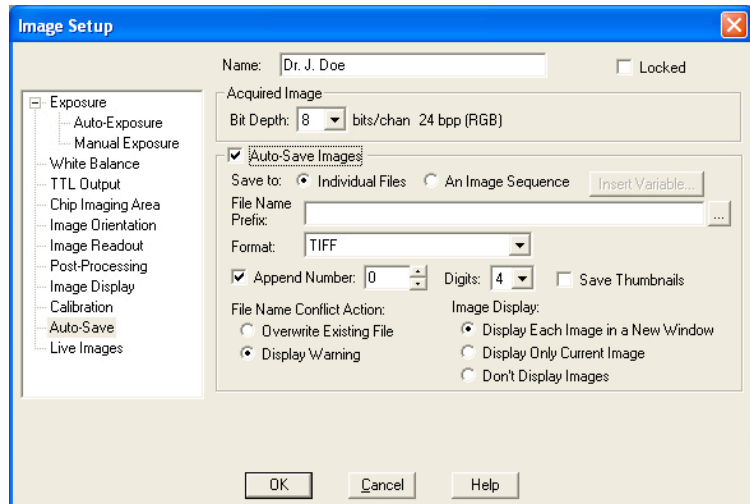 Image Setup
Name: Dr. J. Doe
Locked
Exposure
Auto-Exposure
Manual Exposure
White Balance
TTL Output
Chip Imaging Area
Image Orientation
Image Readout
Post-Processing
Image Display
Calibration
Auto-Save
Live Images
Acquired Image
Bit Depth: 8 bits/chan 24 bpp (RGB)
Auto-Save Images
Save to: Individual Files An Image Sequence Insert Variable...
File Name
Prefix: ...
Format: TIFF
Append Number: 0 Digits: 4 Save Thumbnails
File Name Conflict Action:
Overwrite Existing File
Display Warning
Image Display:
Display Each Image in a New Window
Display Only Current Image
Don't Display Images
OK Cancel Help